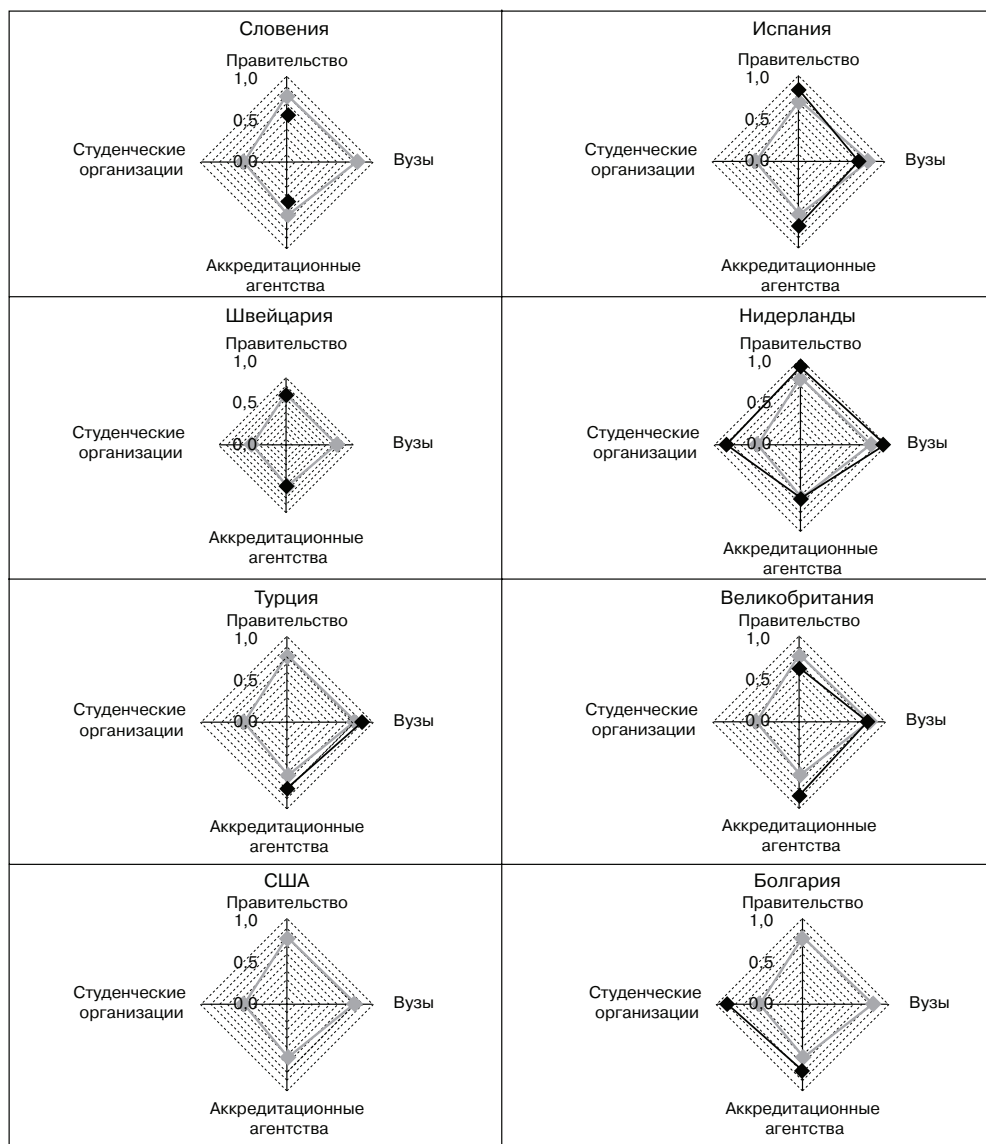 Словения
Правительство
1,0
0,5
Студенческие
организации
0,0
Вузы
Аккредитационные
агентства
Испания
Правительство
1,0
0,5
Студенческие
организации
0,0
Вузы
Аккредитационные
агентства
Швейцария
Правительство
1,0
0,5
Студенческие
организации
0,0
Вузы
Аккредитационные
агентства
Нидерланды
Правительство
1,0
0,5
Студенческие
организации
0,0
Вузы
Аккредитационные
агентства
Турция
Правительство
1,0
0,5
Студенческие
организации
0,0
Вузы
Аккредитационные
агентства
Великобритания
Правительство
1,0
0,5
Студенческие
организации
0,0
Вузы
Аккредитационные
агентства
США
Правительство
1,0
0,5
Студенческие
организации
0,0
Вузы
Аккредитационные
агентства
Болгария
Правительство
1,0
0,5
Студенческие
организации
0,0
Вузы
Аккредитационные
агентства